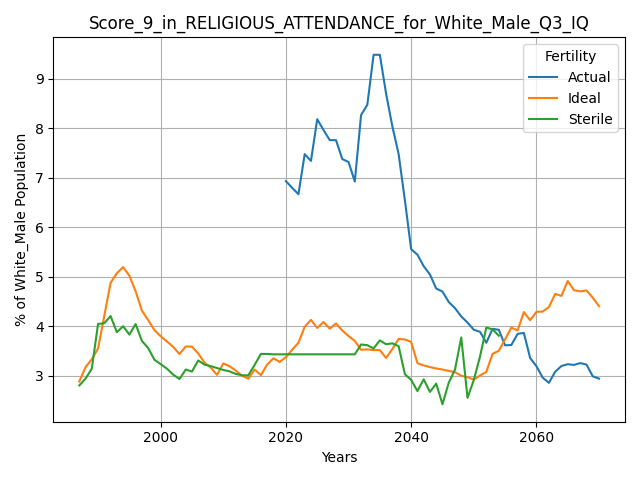 Score_9_in_RELIGIOUS_ATTENDANCE_for_White_Male_Q3_IQ
Fertility
Actual
Ideal
Sterile
% of White_Male Population
9
8
7
6
5
4
3
2000
2020
2040
2060
Years